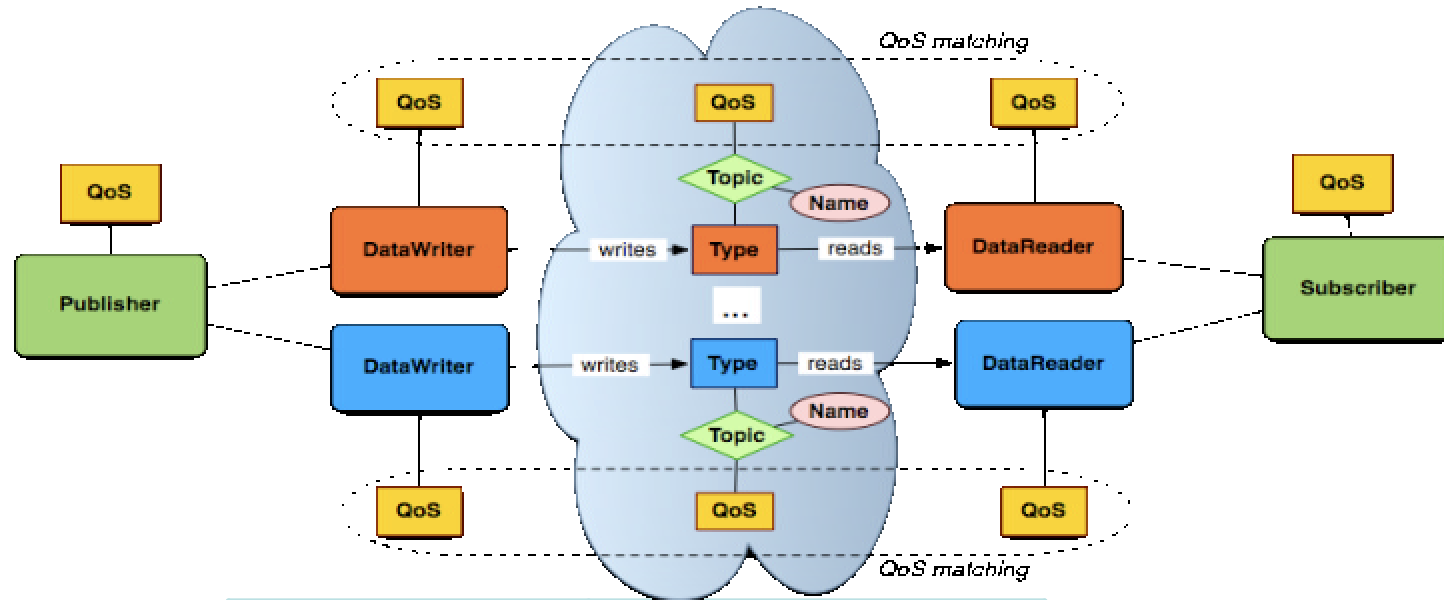 QoS matching
QoS
QoS
QoS
QoS
QoS
Topic
Name
DataWriter
writes
Type
reads
DataReader
Publisher
Subscriber
...
DataWriter
writes
Type
reads
DataReader
Name
Topic
QoS
QoS
QoS
QoS matching